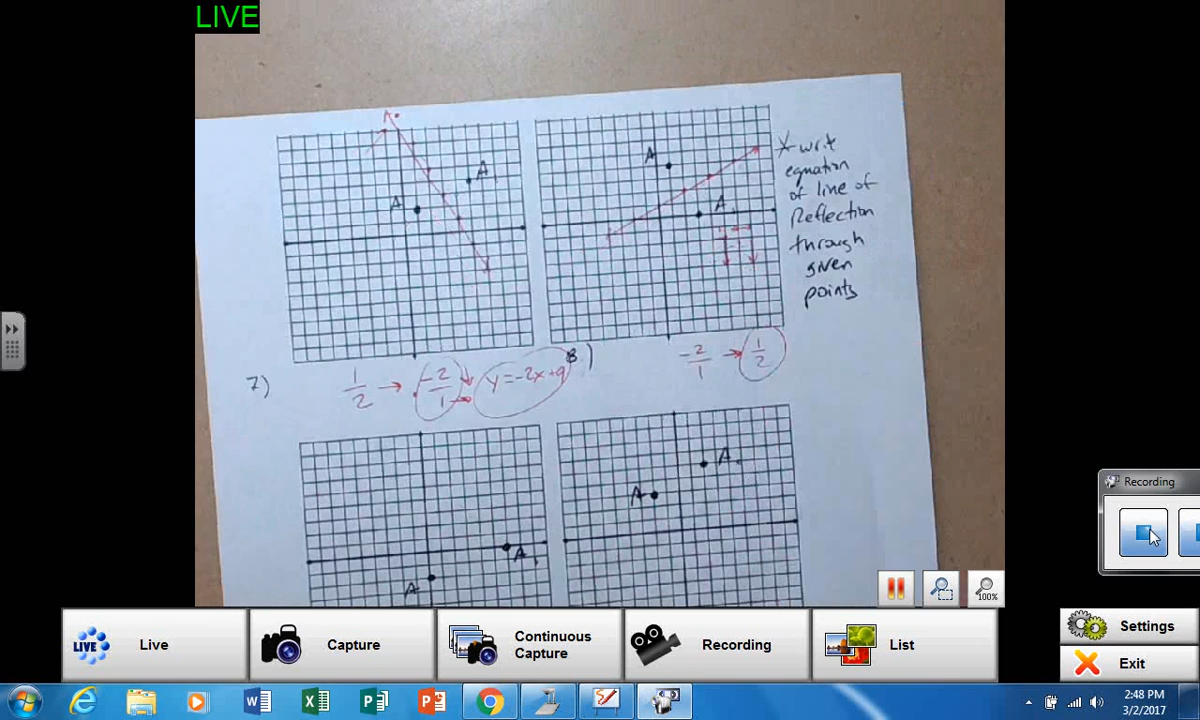 LIVE
A
A
A
A
A
* write
equation
of line of
Reflection
through
given
points
7)
1/2 → -2/1
y=-2x+9
8)
-2/1 → 1/2
A
A
A
A
Recording
100%
LIVE
Live
Capture
Continuous
Capture
Recording
List
Settings
Exit
2:48 PM
3/2/2017